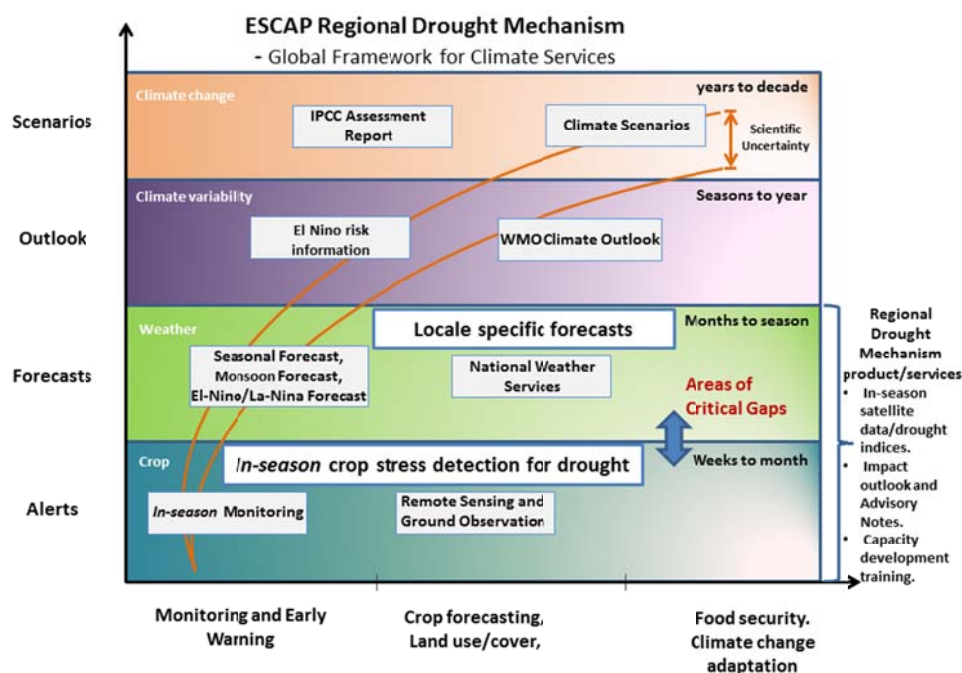 ESCAP Regional Drought Mechanism
- Global Framework for Climate Services
Scenarios
Climate change
years to decade
IPCC Assessment
Report
Climate Scenarios
Scientific
Uncertainty
Outlook
Climate variability
Seasons to year
El Nino risk
information
WMO Climate Outlook
Forecasts
Weather
Months to season
Locale specific forecasts
Seasonal Forecast,
Monsoon Forecast,
El-Nino/La-Nina Forecast
National Weather
Services
Areas of
Critical Gaps
Alerts
Crop
Weeks to month
In-season crop stress detection for drought
In-season Monitoring
Remote Sensing and
Ground Observation
Regional
Drought
Mechanism
product/services
• In-season
satellite
data/drought
indices.
• Impact
outlook and
Advisory
Notes.
• Capacity
development
training.
Monitoring and Early
Warning
Crop forecasting,
Land use/cover,
Food security.
Climate change
adaptation